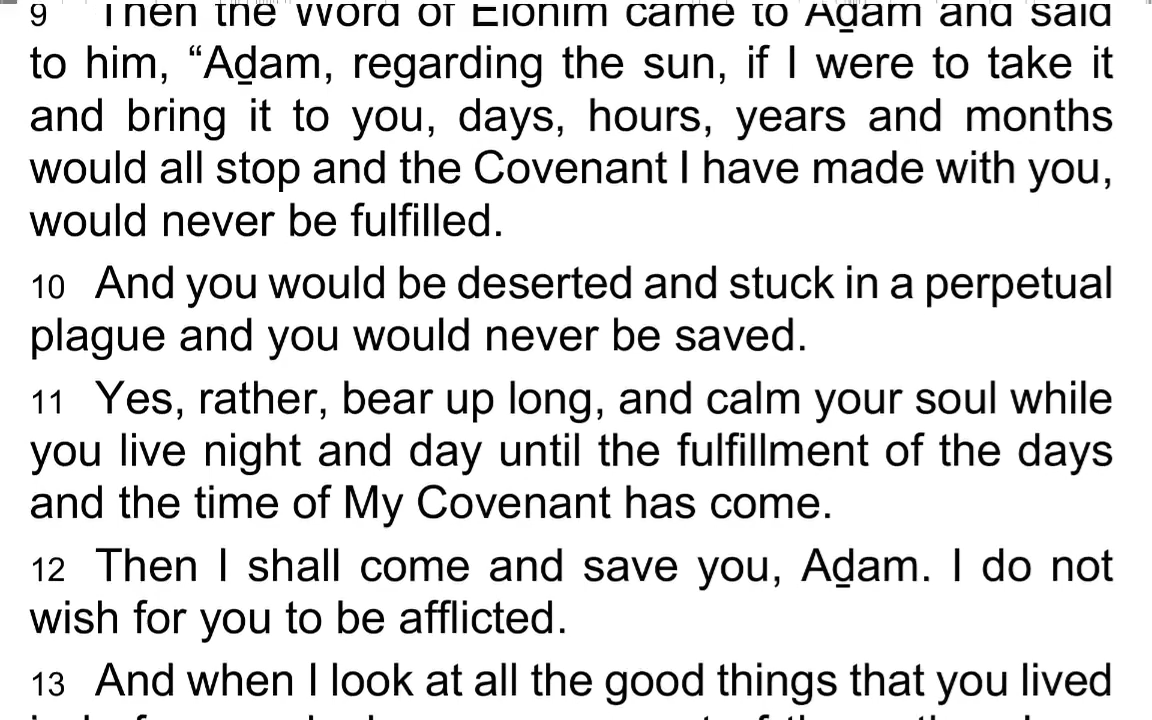 9 Then the Word of Elohim came to Aḏam and said
to him, “Aḏam, regarding the sun, if I were to take it
and bring it to you, days, hours, years and months
would all stop and the Covenant I have made with you,
would never be fulfilled.
10 And you would be deserted and stuck in a perpetual
plague and you would never be saved.
11 Yes, rather, bear up long, and calm your soul while
you live night and day until the fulfillment of the days
and the time of My Covenant has come.
12 Then I shall come and save you, Aḏam. I do not
wish for you to be afflicted.
13 And when I look at all the good things that you lived